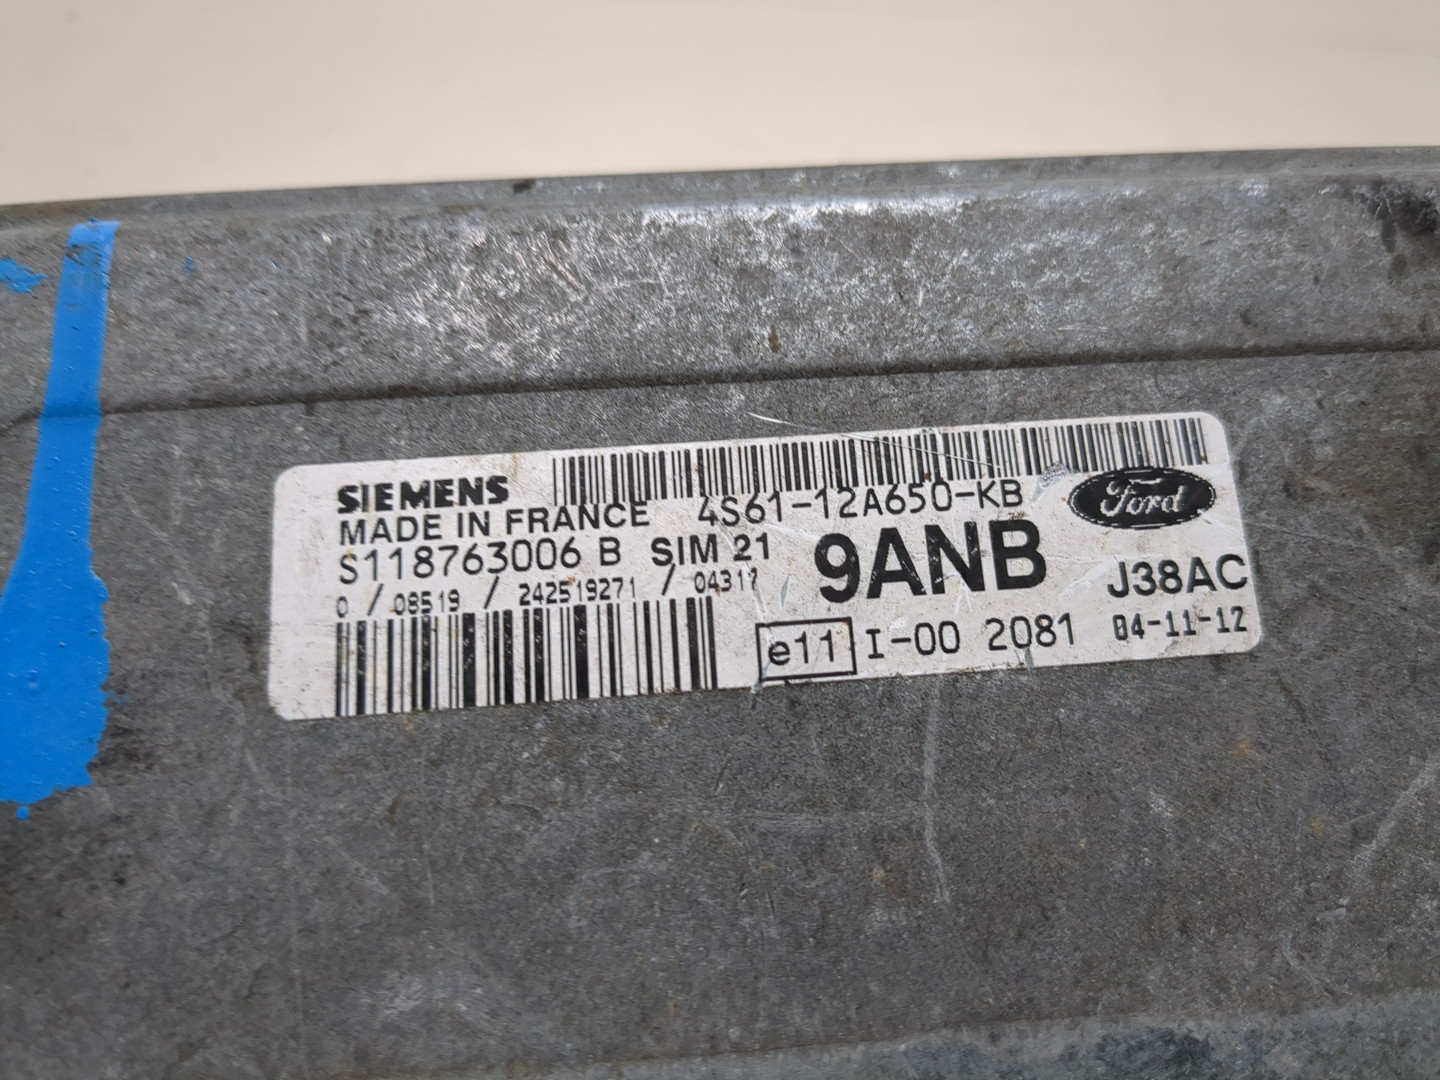 SIEMENS
MADE IN FRANCE 4S61-12A650-KB
Ford
S118763006 B SIM 21 9ANB J38AC
0 / 08519 / 242519271 / 04317
e11 I-00 2081 04-11-12